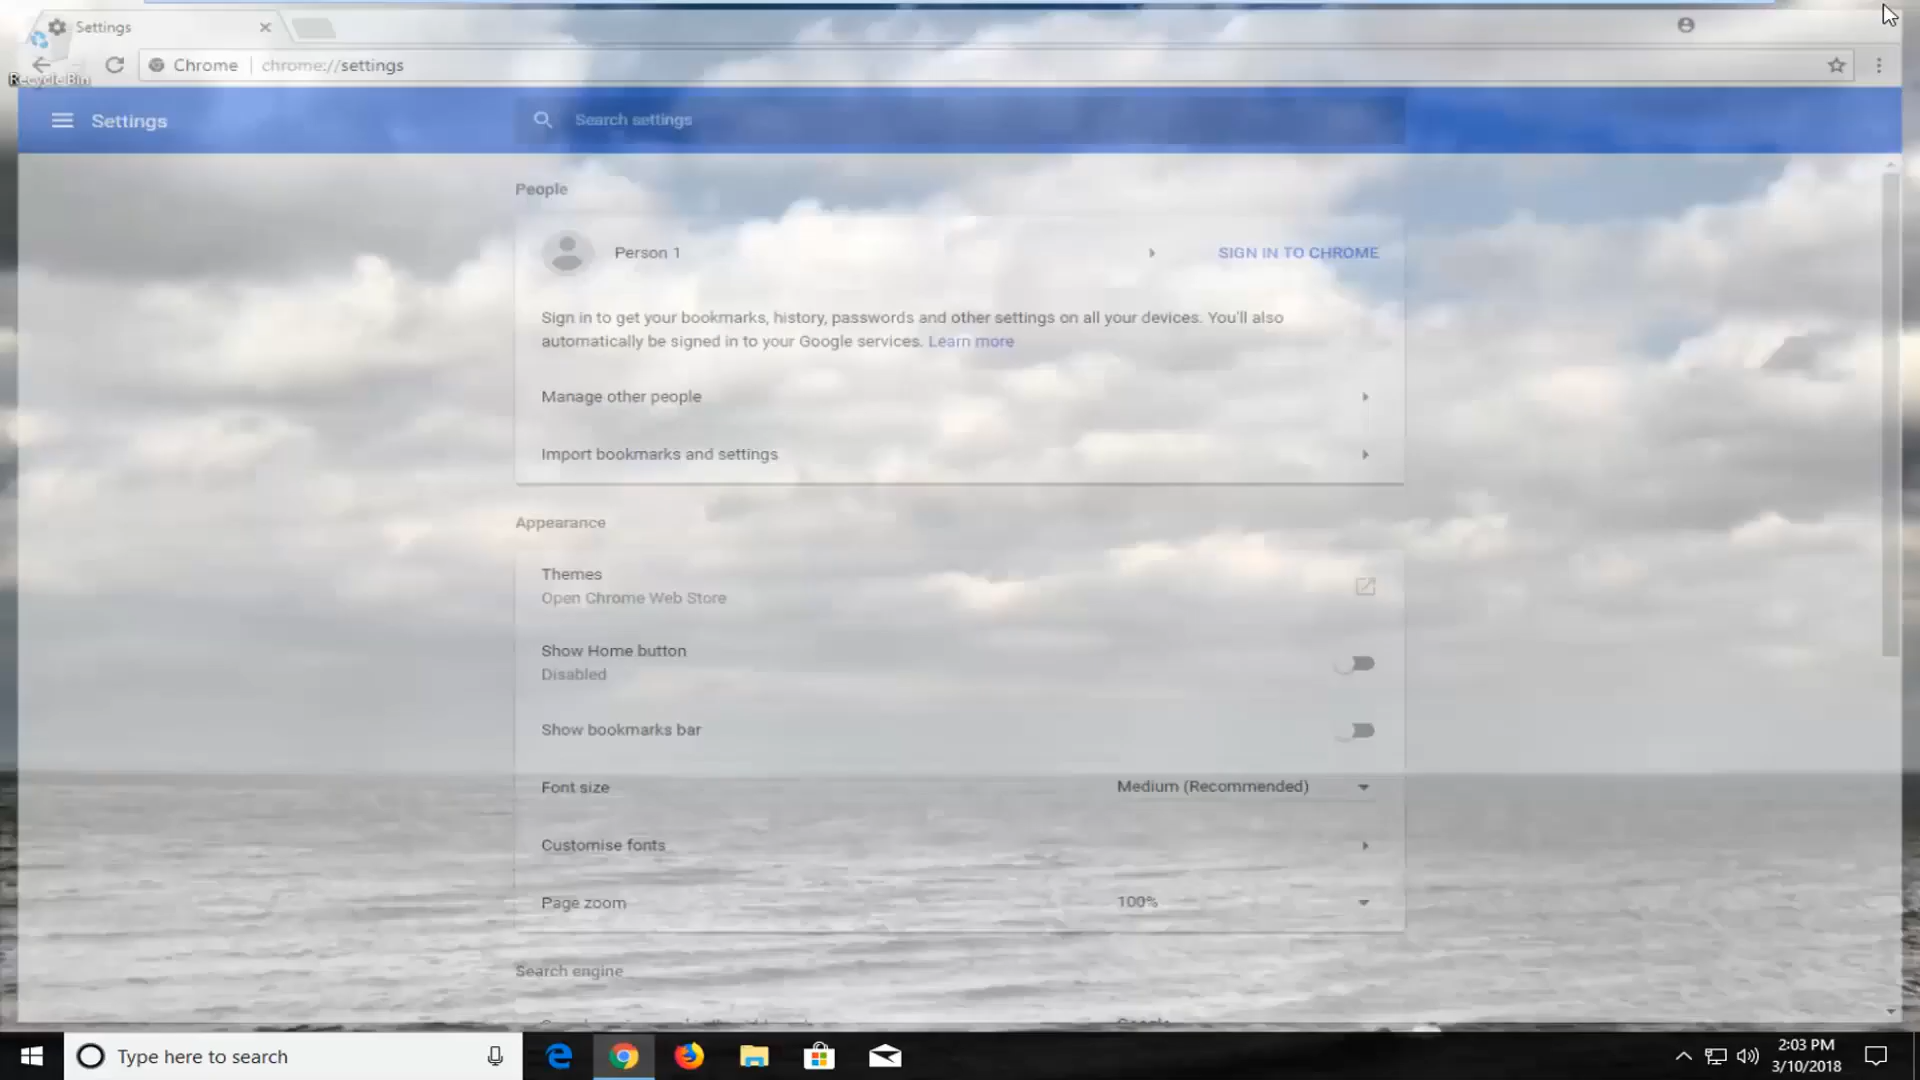 Settings
Recycle Bin
Chrome
chrome://settings
Settings
Search settings
People
Person 1
SIGN IN TO CHROME
Sign in to get your bookmarks, history, passwords and other settings on all your devices. You'll also
automatically be signed in to your Google services. Learn more
Manage other people
Import bookmarks and settings
Appearance
Themes
Open Chrome Web Store
Show Home button
Disabled
Show bookmarks bar
Font size
Medium (Recommended)
Customise fonts
Page zoom
100%
Search engine
Google
Type here to search
2:03 PM
3/10/2018